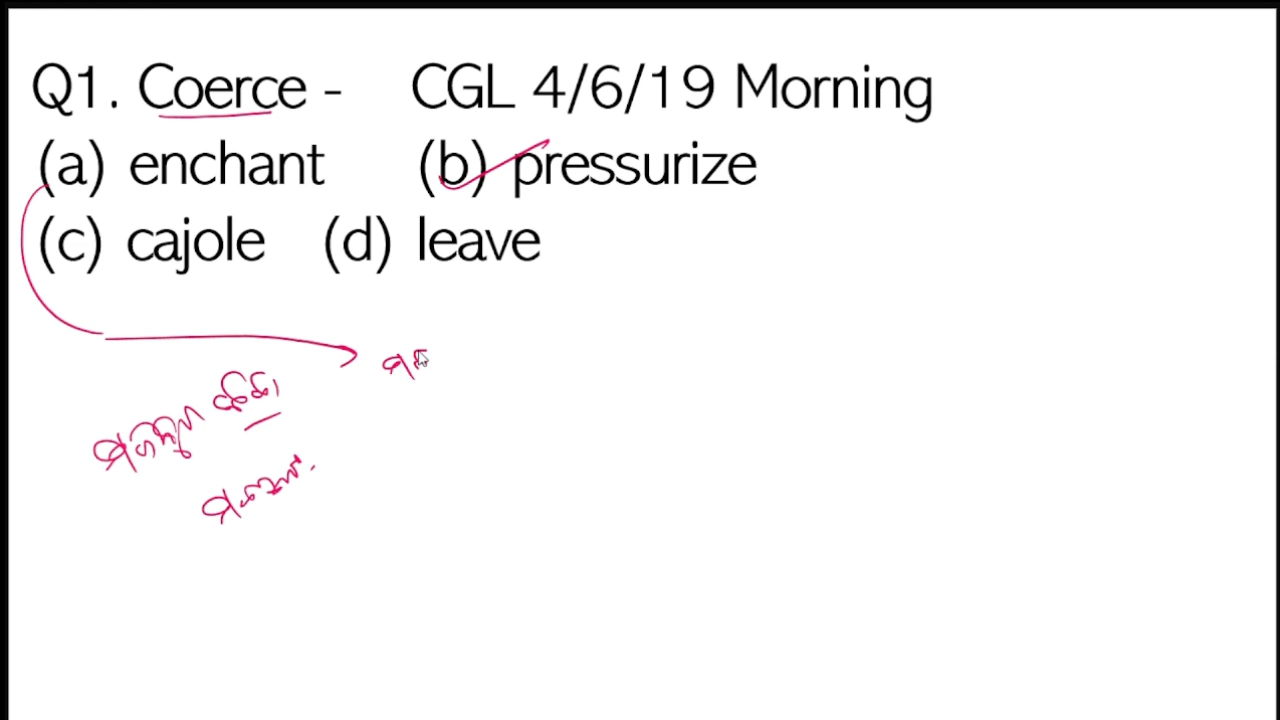 Q1. Coerce - CGL 4/6/19 Morning
(a) enchant (b) pressurize
(c) cajole (d) leave